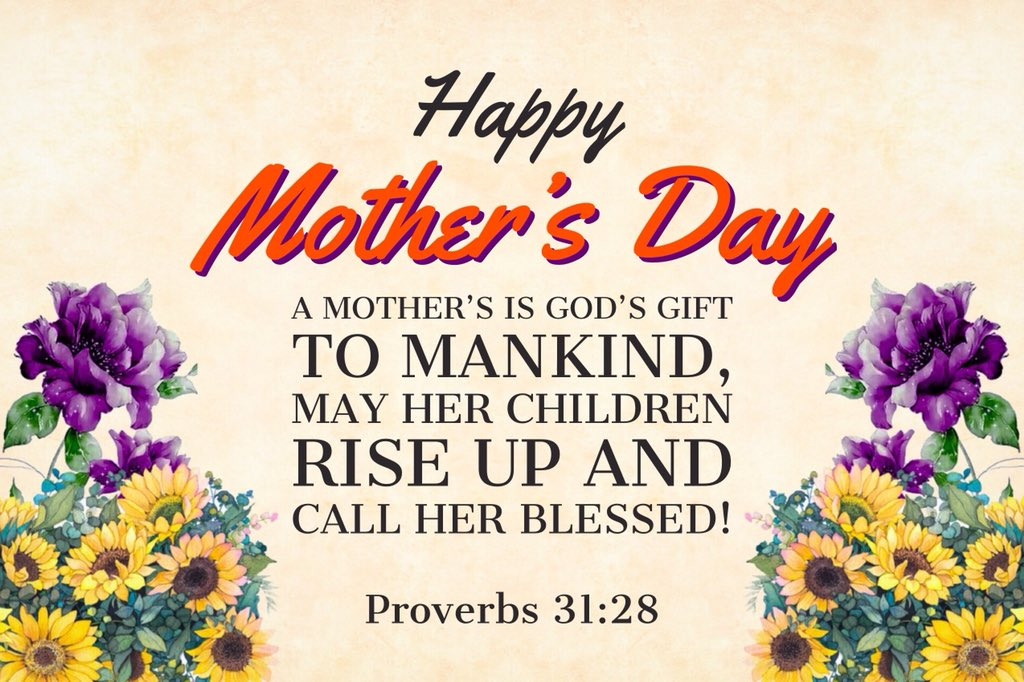 Happy
Mother's Day
A MOTHER'S IS GOD'S GIFT
TO MANKIND,
MAY HER CHILDREN
RISE UP AND
CALL HER BLESSED!
Proverbs 31:28